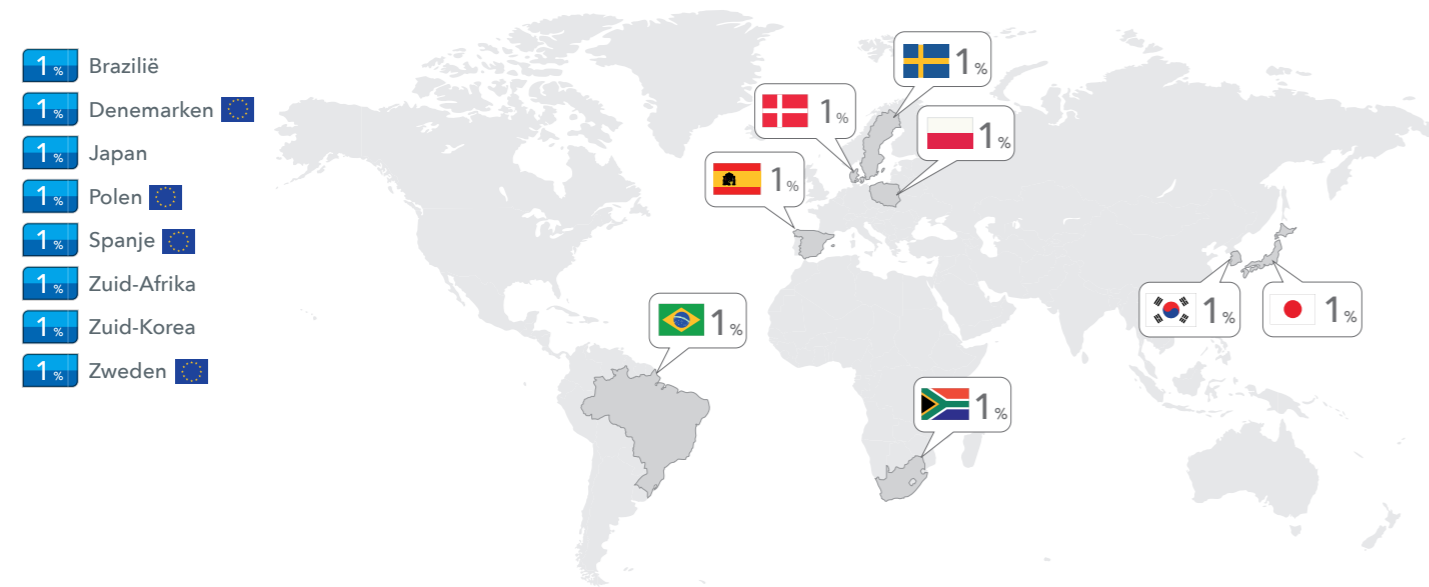 1 % Brazilië
1 % Denemarken
1 % Japan
1 % Polen
1 % Spanje
1 % Zuid-Afrika
1 % Zuid-Korea
1 % Zweden
1 %
1 %
1 %
1 %
1 %
1 %
1 %
1 %